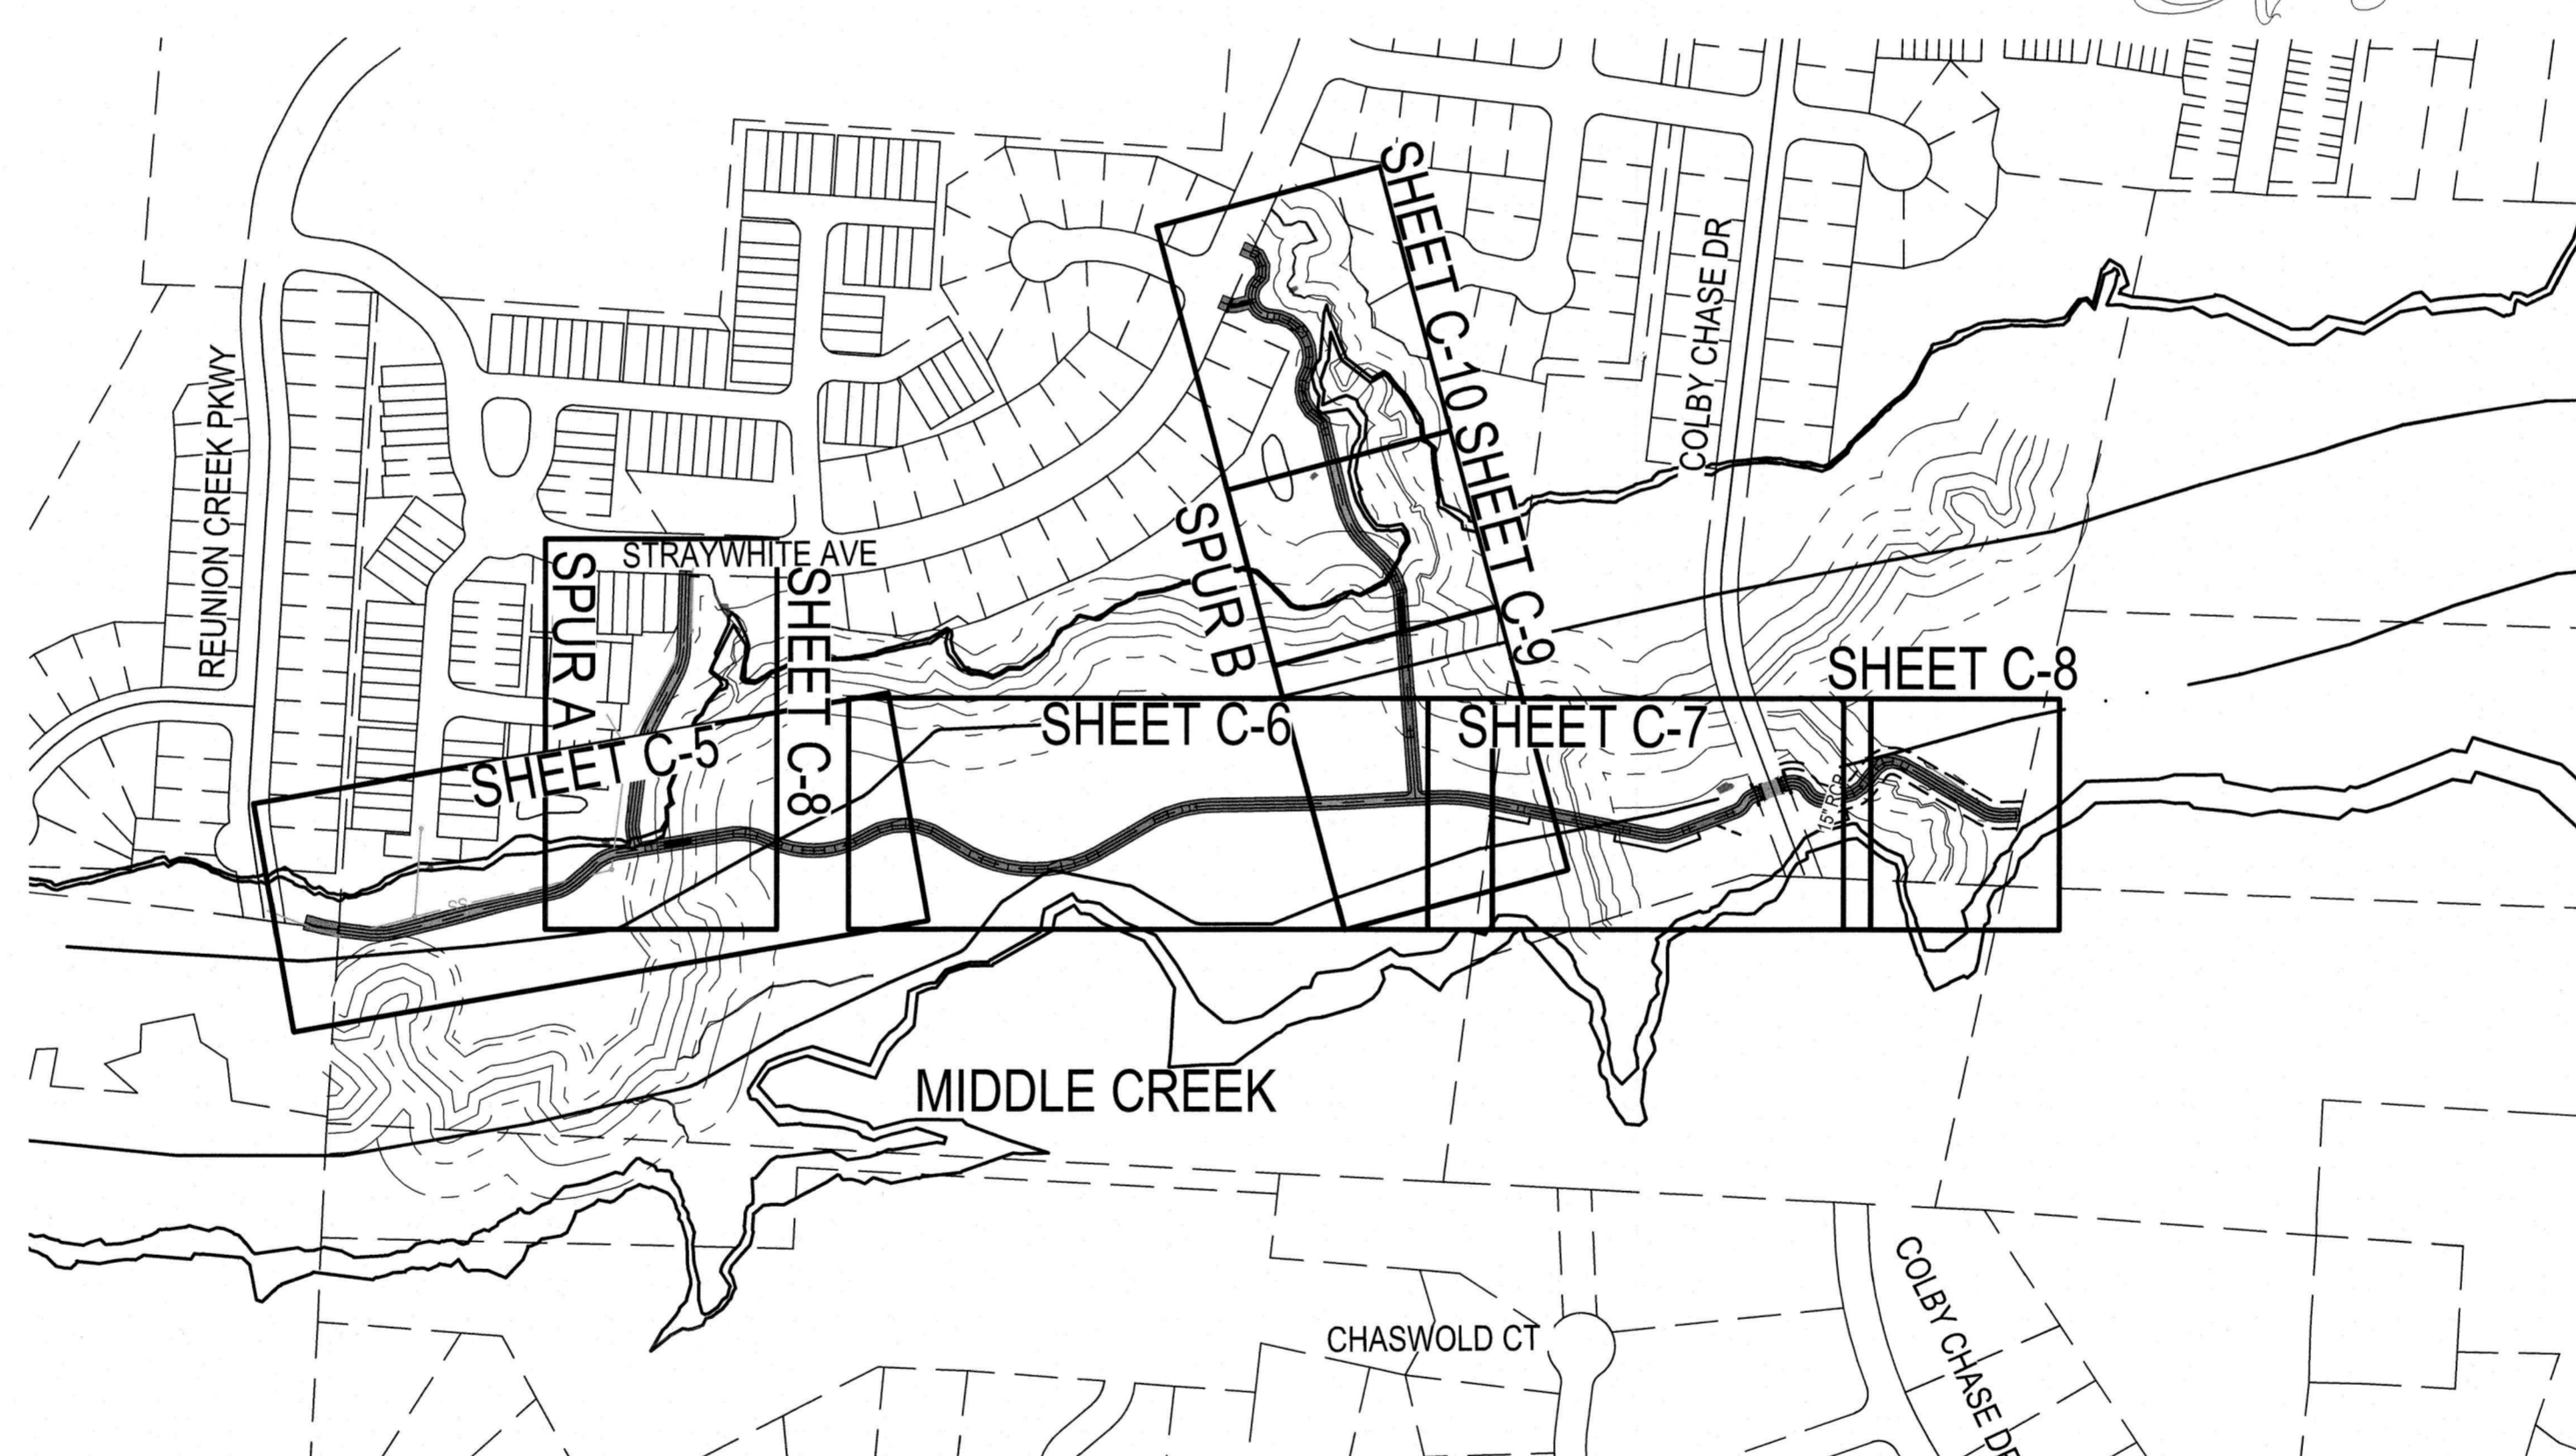 SHEET C-10
SHEET C-9
COLBY CHASE DR
REUNION CREEK PKWY
STRAYWHITE AVE
SPUR A
SHEET C-8
SPUR B
SHEET C-5
SHEET C-6
SHEET C-7
SHEET C-8
15" RCP
SS
MIDDLE CREEK
CHASWOLD CT
COLBY CHASE DR